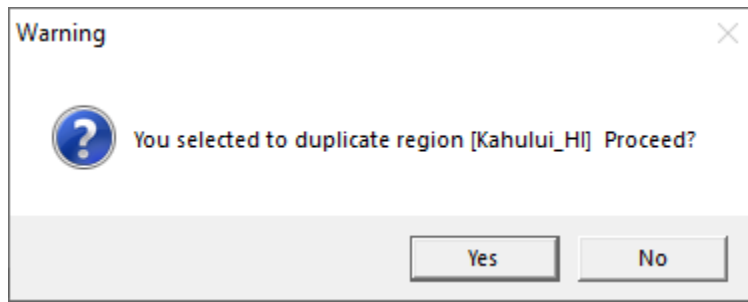 Warning
You selected to duplicate region [Kahului_HI]  Proceed?
Yes
No